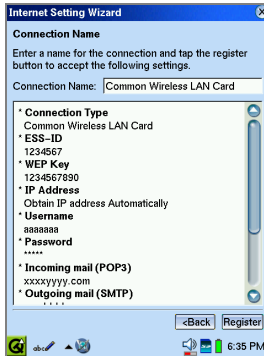 Internet Setting Wizard
Connection Name
Enter a name for the connection and tap the register
button to accept the following settings.
Connection Name: Common Wireless LAN Card
* Connection Type
Common Wireless LAN Card
* ESS-ID
1234567
* WEP Key
1234567890
* IP Address
Obtain IP address Automatically
* Username
aaaaaaa
* Password
*****
* Incoming mail (POP3)
xxxxyyyy.com
* Outgoing mail (SMTP)
<Back Register
abc 6:35 PM